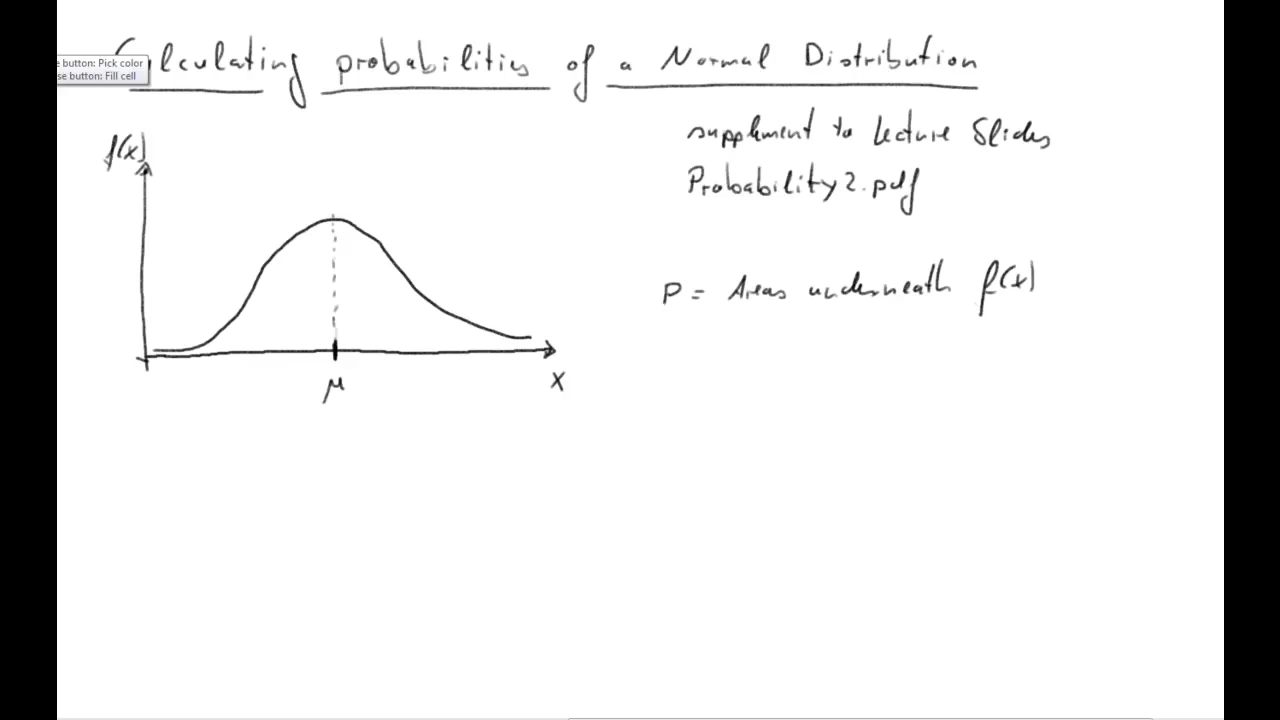 Calculating probabilities of a Normal Distribution
e button: Pick color
se button: Fill cell
supplement to Lecture Slides
Probability2.pdf
f(x)
P = Areas underneath f(x)
μ
x